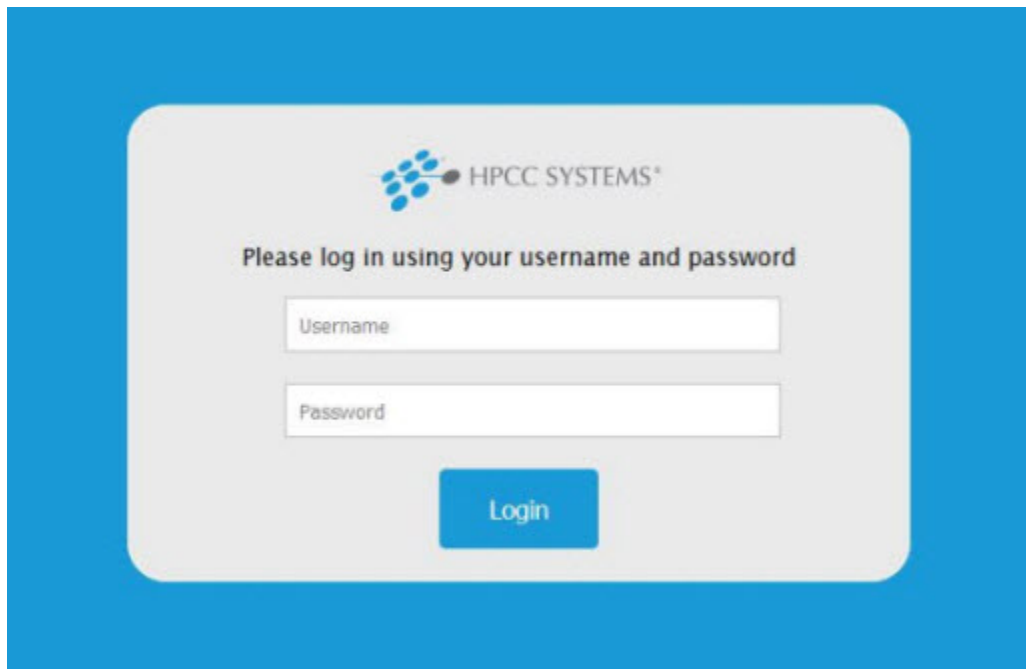 HPCC SYSTEMS®
Please log in using your username and password
Username
Password
Login